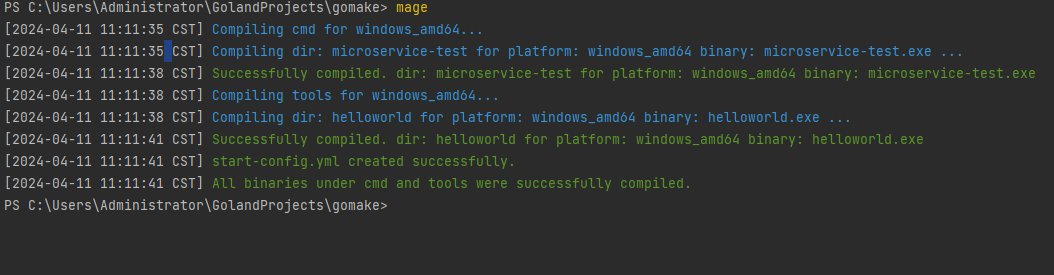 PS C:\Users\Administrator\GolandProjects\gomake> mage
[2024-04-11 11:11:35 CST] Compiling cmd for windows_amd64...
[2024-04-11 11:11:35 CST] Compiling dir: microservice-test for platform: windows_amd64 binary: microservice-test.exe ...
[2024-04-11 11:11:38 CST] Successfully compiled. dir: microservice-test for platform: windows_amd64 binary: microservice-test.exe
[2024-04-11 11:11:38 CST] Compiling tools for windows_amd64...
[2024-04-11 11:11:38 CST] Compiling dir: helloworld for platform: windows_amd64 binary: helloworld.exe ...
[2024-04-11 11:11:41 CST] Successfully compiled. dir: helloworld for platform: windows_amd64 binary: helloworld.exe
[2024-04-11 11:11:41 CST] start-config.yml created successfully.
[2024-04-11 11:11:41 CST] All binaries under cmd and tools were successfully compiled.
PS C:\Users\Administrator\GolandProjects\gomake>